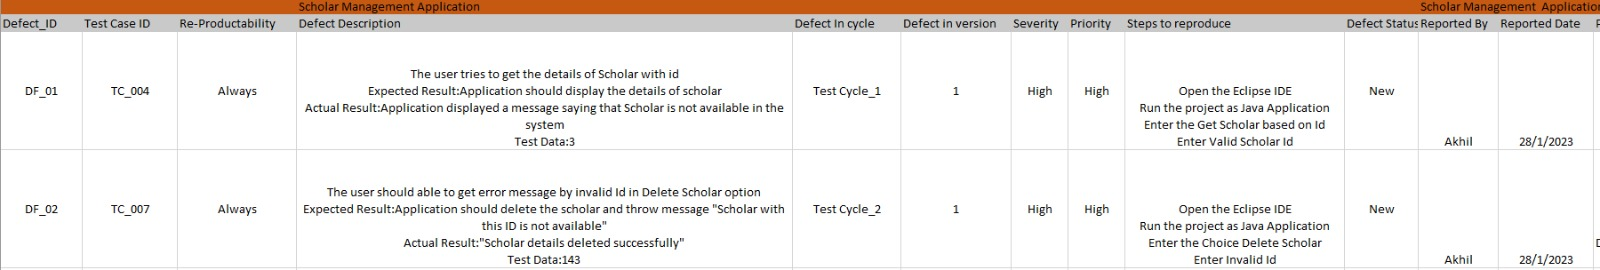 Scholar Management Application
Scholar Management Application
Defect_ID Test Case ID Re-Productability Defect Description Defect In cycle Defect in version Severity Priority Steps to reproduce Defect Status Reported By Reported Date
DF_01 TC_004 Always
The user tries to get the details of Scholar with id
Expected Result:Application should display the details of scholar
Actual Result:Application displayed a message saying that Scholar is not available in the
system
Test Data:3
Test Cycle_1 1 High High
Open the Eclipse IDE
Run the project as Java Application
Enter the Get Scholar based on Id
Enter Valid Scholar Id
New
Akhil 28/1/2023
DF_02 TC_007 Always
The user should able to get error message by invalid Id in Delete Scholar option
Expected Result:Application should delete the scholar and throw message "Scholar with
this ID is not available"
Actual Result:"Scholar details deleted successfully"
Test Data:143
Test Cycle_2 1 High High
Open the Eclipse IDE
Run the project as Java Application
Enter the Choice Delete Scholar
Enter Invalid Id
New
Akhil 28/1/2023